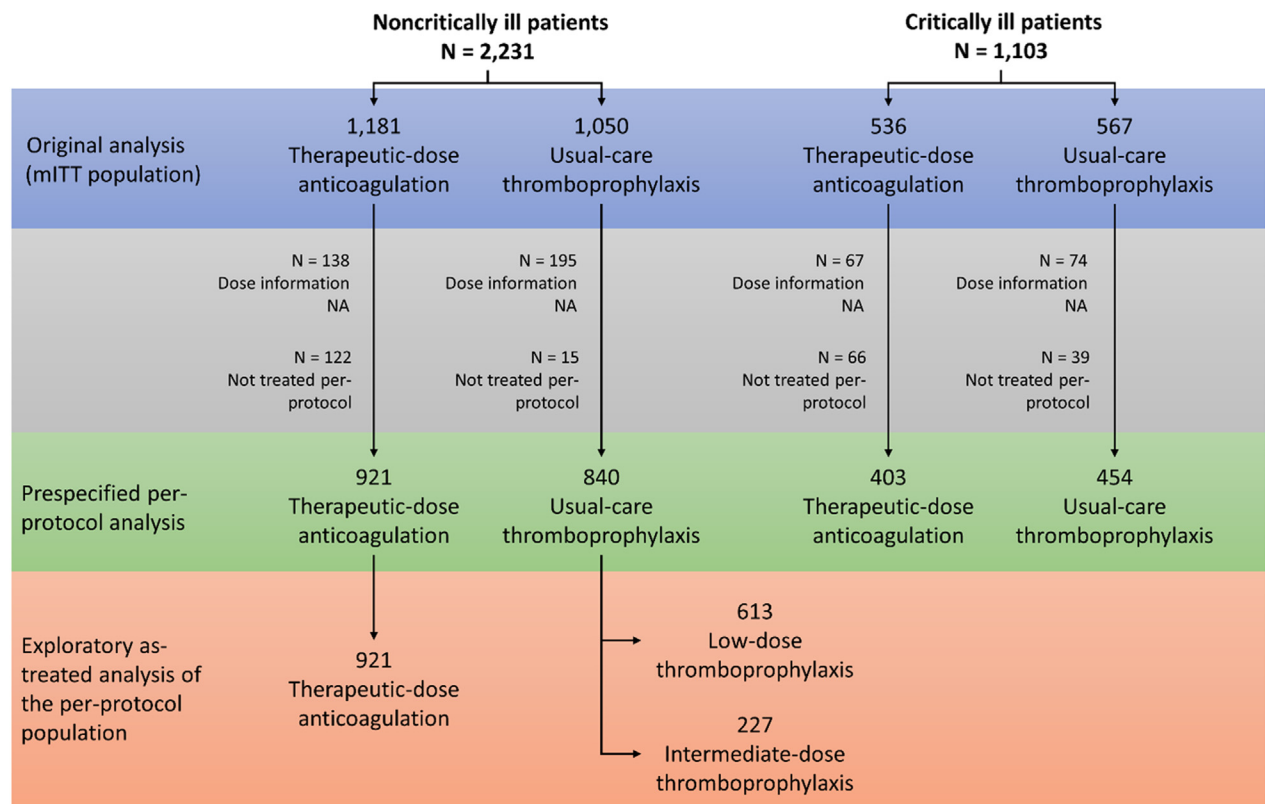 Noncritically ill patients
N = 2,231
Critically ill patients
N = 1,103
Original analysis
(mITT population)
1,181
Therapeutic-dose
anticoagulation
1,050
Usual-care
thromboprophylaxis
536
Therapeutic-dose
anticoagulation
567
Usual-care
thromboprophylaxis
N = 138
Dose information
NA
N = 195
Dose information
NA
N = 67
Dose information
NA
N = 74
Dose information
NA
N = 122
Not treated per-
protocol
N = 15
Not treated per-
protocol
N = 66
Not treated per-
protocol
N = 39
Not treated per-
protocol
Prespecified per-
protocol analysis
921
Therapeutic-dose
anticoagulation
840
Usual-care
thromboprophylaxis
403
Therapeutic-dose
anticoagulation
454
Usual-care
thromboprophylaxis
Exploratory as-
treated analysis of
the per-protocol
population
921
Therapeutic-dose
anticoagulation
613
Low-dose
thromboprophylaxis
227
Intermediate-dose
thromboprophylaxis